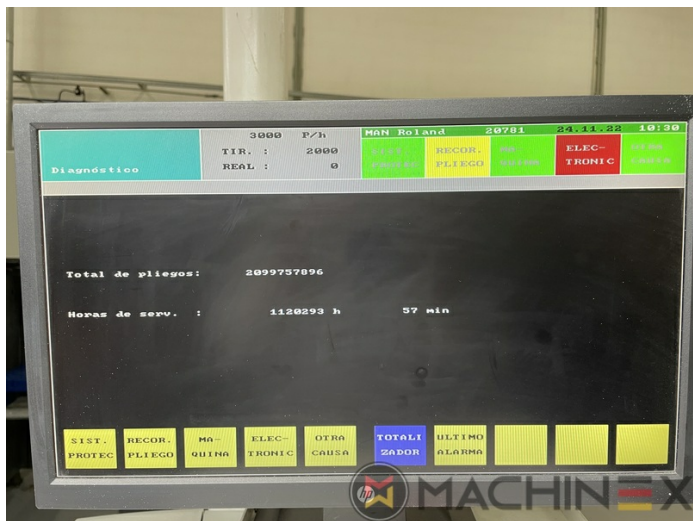 3000 P/h
MAN Roland 20781 24.11.22 10:30
TIR. : 2000
REAL : 0
Diagnóstico
RECOR.
PLIEGO
ELEC-
TRONIC
Total de pliegos: 2099757896
Horas de serv. : 1120293 h 57 min
SIST.
PROTEC
RECOR.
PLIEGO
MA-
QUINA
ELEC-
TRONIC
OTRA
CAUSA
TOTALI
ZADOR
ULTIMO
ALARMA
hp
MACHINEX